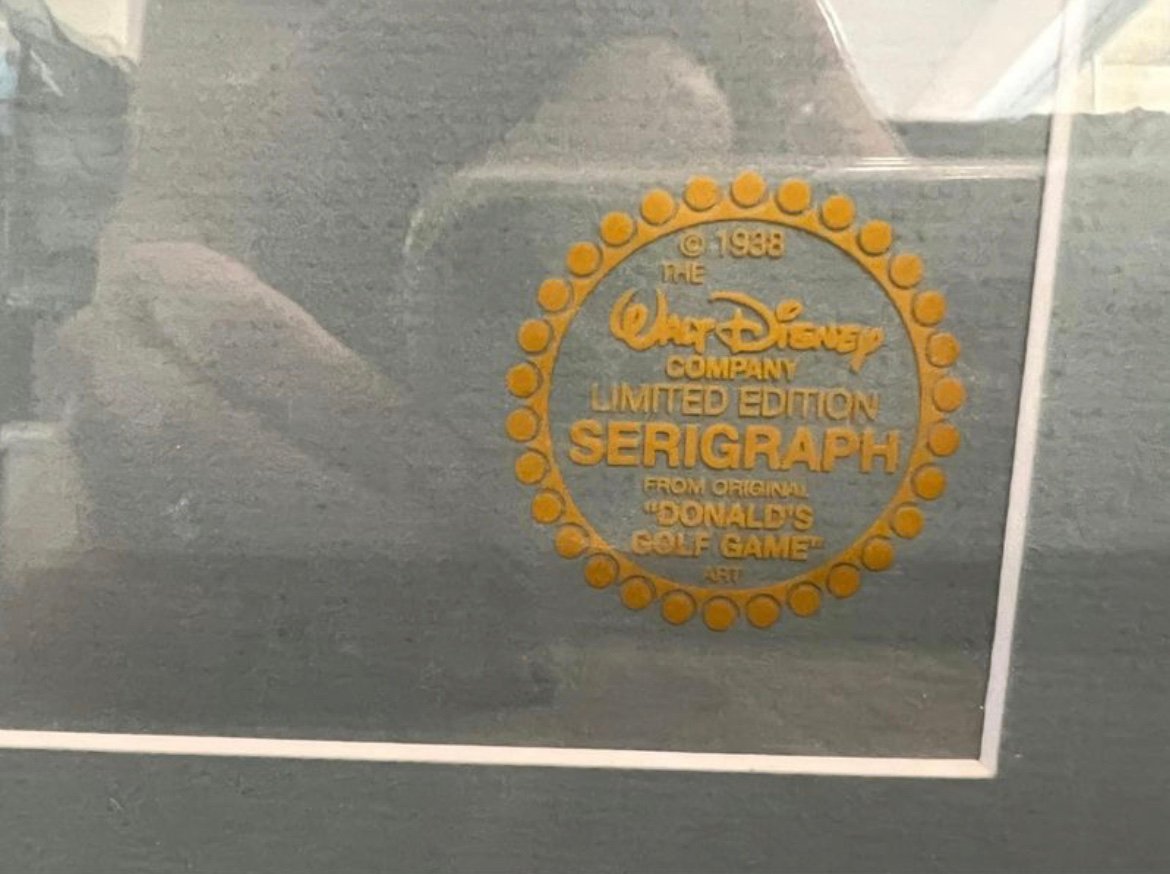 © 1938
THE
WALT DISNEY
COMPANY
LIMITED EDITION
SERIGRAPH
FROM ORIGINAL
"DONALD'S
GOLF GAME"
ART